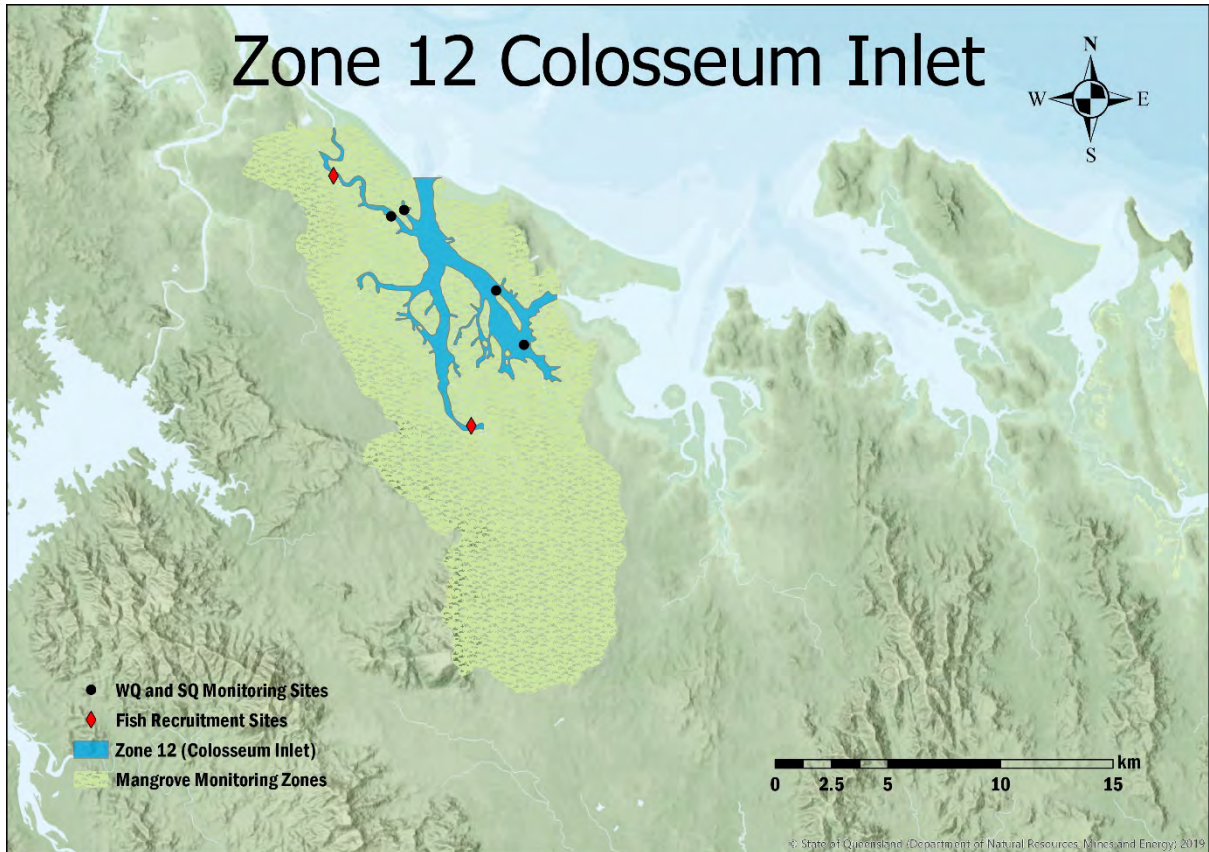 Zone 12 Colosseum Inlet
N
W E
S
WQ and SQ Monitoring Sites
Fish Recruitment Sites
Zone 12 (Colosseum Inlet)
Mangrove Monitoring Zones
km
0 2.5 5 10 15
© State of Queensland (Department of Natural Resources, Mines and Energy) 2019